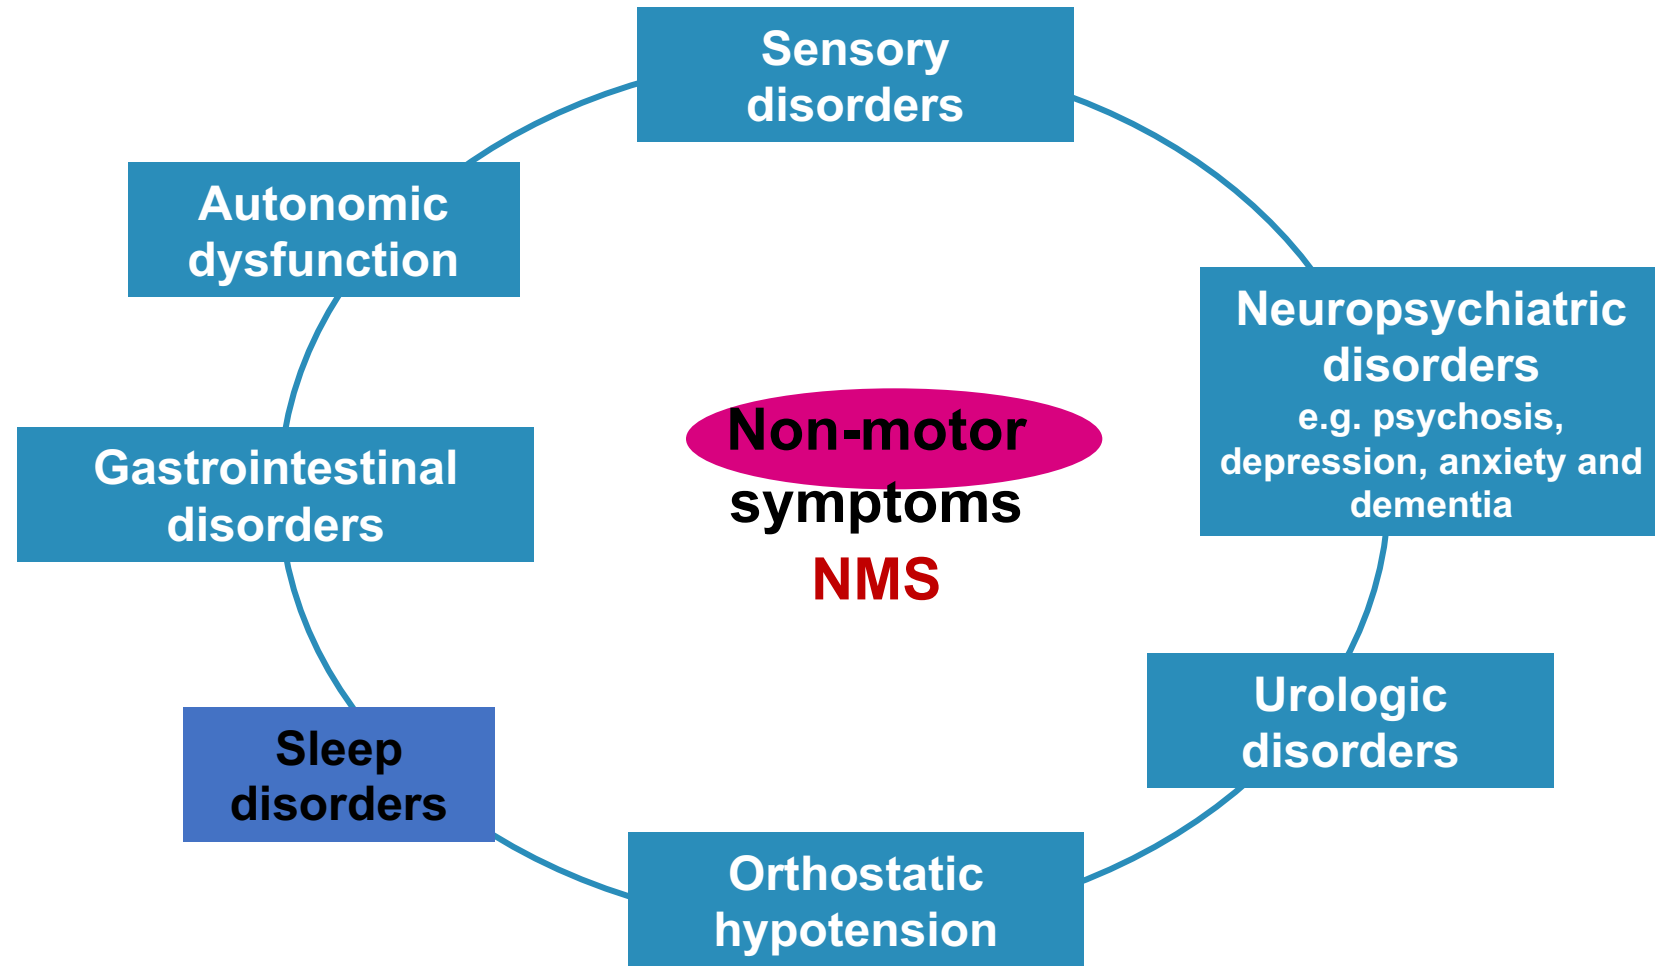 Sensory
disorders
Autonomic
dysfunction
Neuropsychiatric
disorders
e.g. psychosis,
depression, anxiety and
dementia
Non-motor
symptoms
NMS
Gastrointestinal
disorders
Urologic
disorders
Sleep
disorders
Orthostatic
hypotension